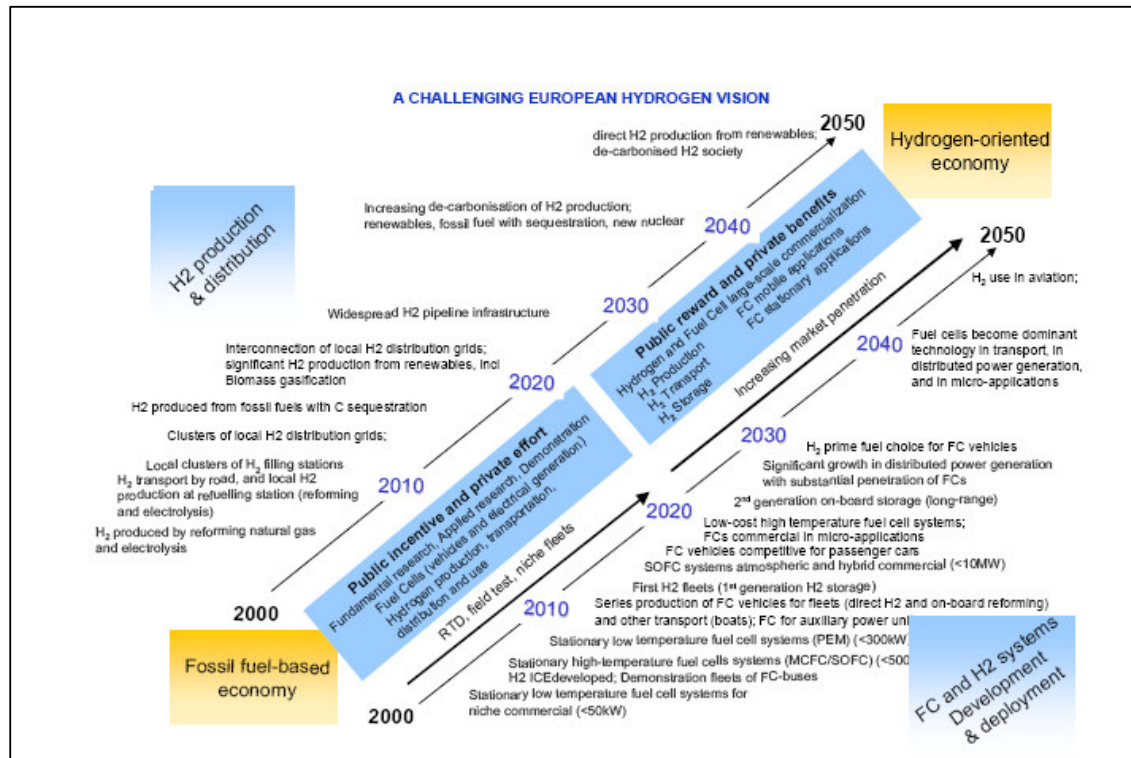 A CHALLENGING EUROPEAN HYDROGEN VISION
2050
Hydrogen-oriented
economy
direct H2 production from renewables;
de-carbonised H2 society
H2 production
& distribution
Increasing de-carbonisation of H2 production;
renewables, fossil fuel with sequestration, new nuclear
2040
Widespread H2 pipeline infrastructure
2030
Interconnection of local H2 distribution grids;
significant H2 production from renewables, incl
Biomass gasification
2020
H2 produced from fossil fuels with C sequestration
Clusters of local H2 distribution grids;
Local clusters of H₂ filling stations
H₂ transport by road, and local H2
production at refuelling station (reforming
and electrolysis)
2010
H₂ produced by reforming natural gas
and electrolysis
2000
Fossil fuel-based
economy
Public reward and private benefits
Hydrogen and Fuel Cell large-scale commercialization
H₂ Production
FC mobile applications
H₂ Transport
FC stationary applications
H₂ Storage
Public incentive and private effort
Fundamental research, Applied research, Demonstration
Fuel Cells (vehicles and electrical generation)
Hydrogen production, transportation,
distribution and use
Increasing market penetration
RTD, field test, niche fleets
2050
H₂ use in aviation;
2040
Fuel cells become dominant
technology in transport, in
distributed power generation,
and in micro-applications
2030
H₂ prime fuel choice for FC vehicles
Significant growth in distributed power generation
with substantial penetration of FCs
2nd generation on-board storage (long-range)
2020
Low-cost high temperature fuel cell systems;
FCs commercial in micro-applications
FC vehicles competitive for passenger cars
SOFC systems atmospheric and hybrid commercial (<10MW)
First H2 fleets (1st generation H2 storage)
2010
Series production of FC vehicles for fleets (direct H2 and on-board reforming)
and other transport (boats); FC for auxiliary power uni
Stationary low temperature fuel cell systems (PEM) (<300kW)
Stationary high-temperature fuel cells systems (MCFC/SOFC) (<500
H2 ICEdeveloped; Demonstration fleets of FC-buses
Stationary low temperature fuel cell systems for
niche commercial (<50kW)
2000
FC and H2 systems
Development
& deployment